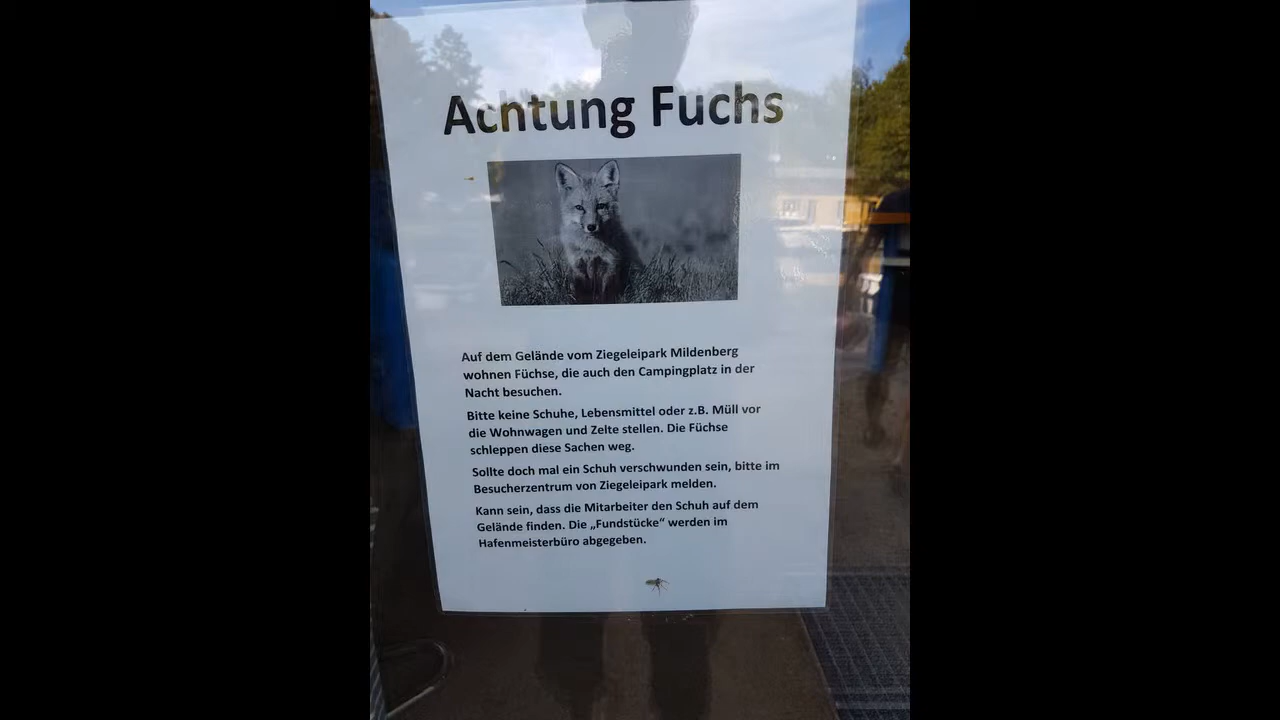 Achtung Fuchs
Auf dem Gelände vom Ziegeleipark Mildenberg
wohnen Füchse, die auch den Campingplatz in der
Nacht besuchen.
Bitte keine Schuhe, Lebensmittel oder z.B. Müll vor
die Wohnwagen und Zelte stellen. Die Füchse
schleppen diese Sachen weg.
Sollte doch mal ein Schuh verschwunden sein, bitte im
Besucherzentrum von Ziegeleipark melden.
Kann sein, dass die Mitarbeiter den Schuh auf dem
Gelände finden. Die „Fundstücke“ werden im
Hafenmeisterbüro abgegeben.